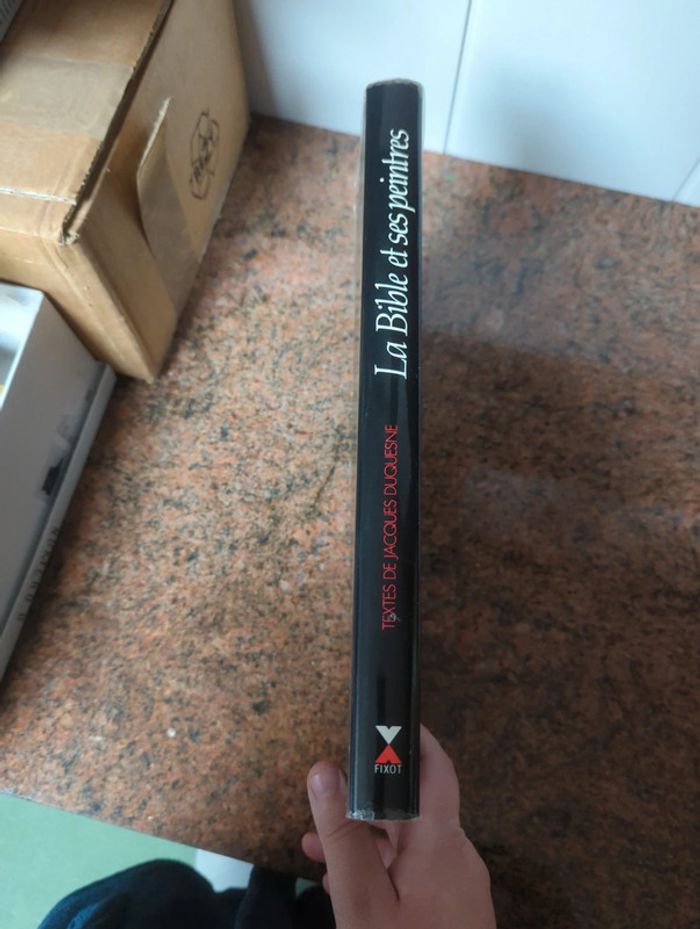 La Bible et ses peintres
TEXTES DE JACQUES DUQUESNE
FIXOT